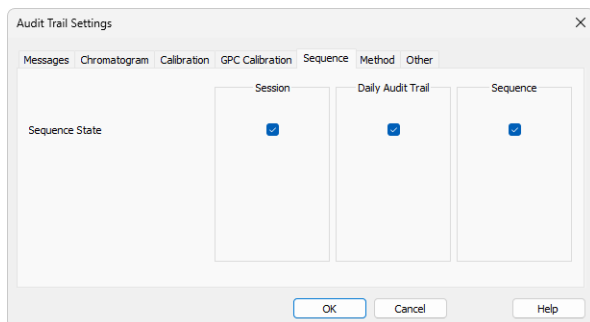 Audit Trail Settings
Messages Chromatogram Calibration GPC Calibration Sequence Method Other
Session Daily Audit Trail Sequence
Sequence State
OK Cancel Help